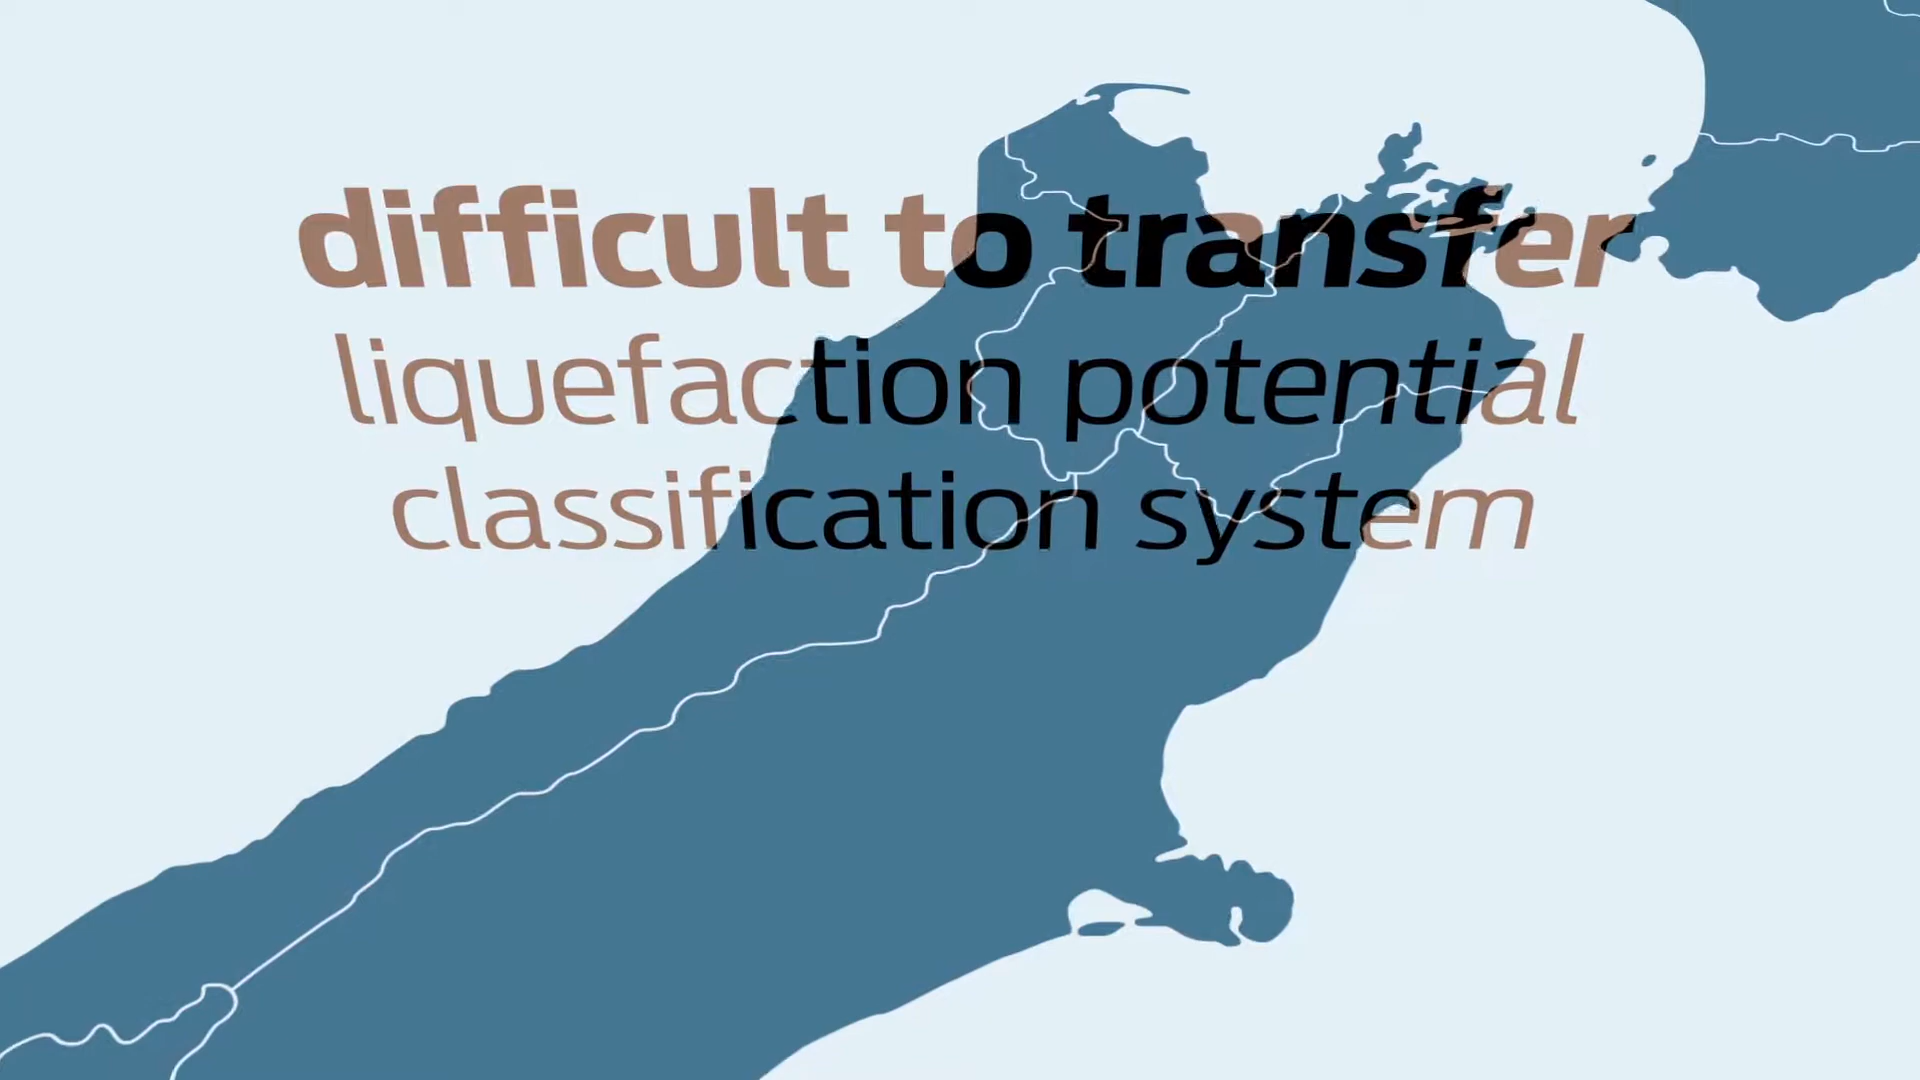 difficult to transfer
liquefaction potential
classification system